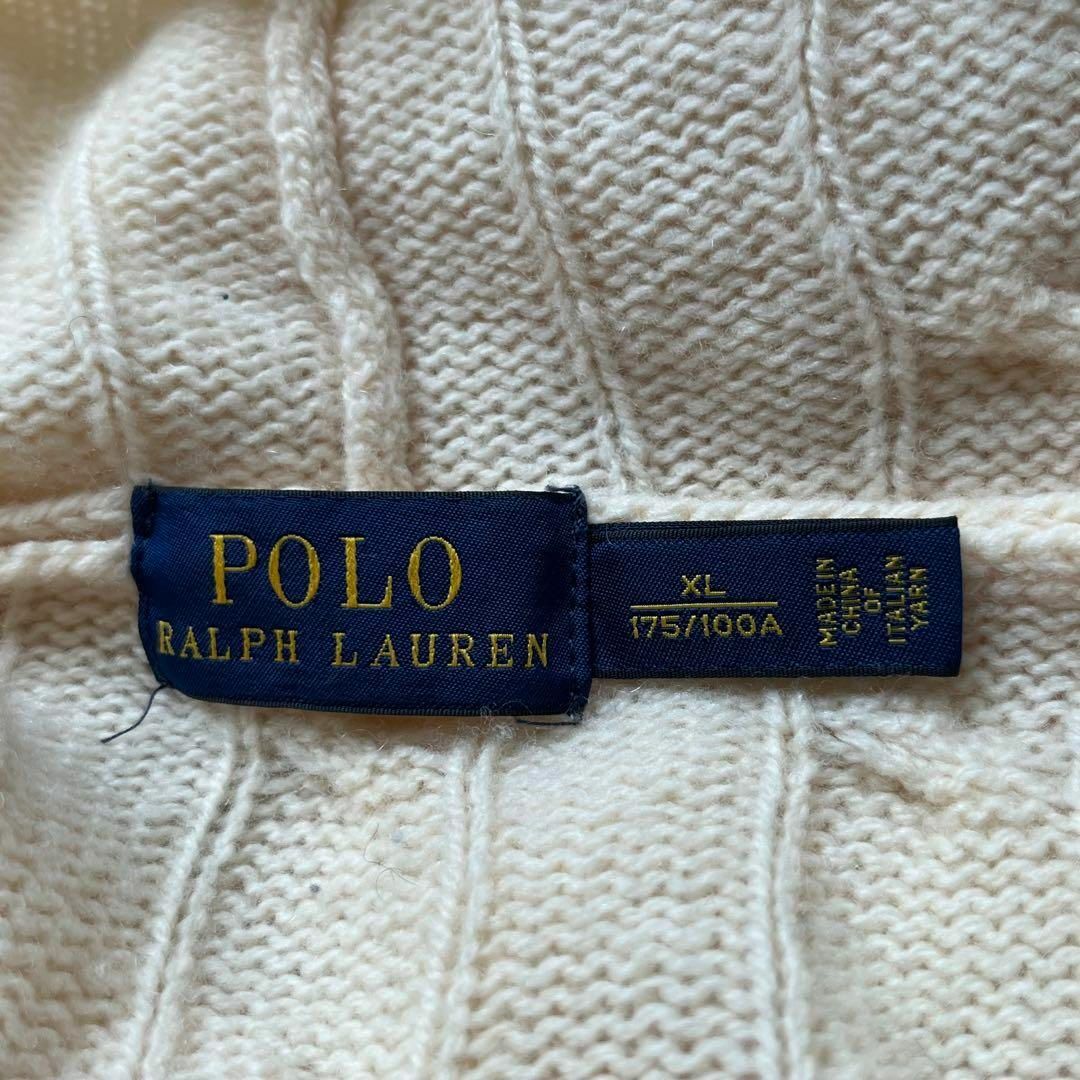 POLO
RALPH LAUREN
XL
175/100A
MADE IN
CHINA
OF
ITALIAN
YARN